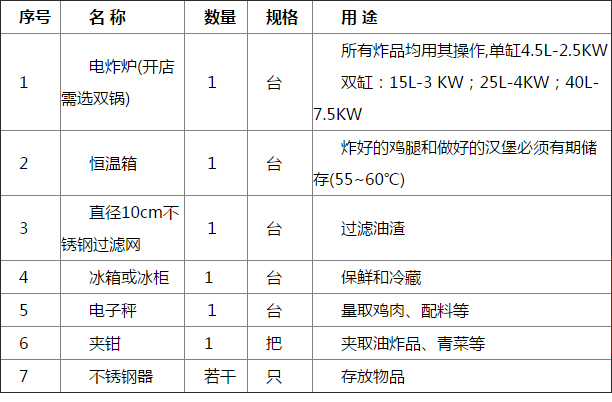 序号 名 称 数量 规格 用 途
所有炸品均用其操作,单缸4.5L-2.5KW
电炸炉(开店
1 1 台 双缸：15L-3 KW；25L-4KW；40L-
需选双锅)
7.5KW
炸好的鸡腿和做好的汉堡必须有期储
2 恒温箱 1 台
存(55~60℃)
直径10cm不
3 1 台 过滤油渣
锈钢过滤网
4 冰箱或冰柜 1 台 保鲜和冷藏
5 电子秤 1 台 量取鸡肉、配料等
6 夹钳 1 把 夹取油炸品、青菜等
7 不锈钢器 若干 只 存放物品